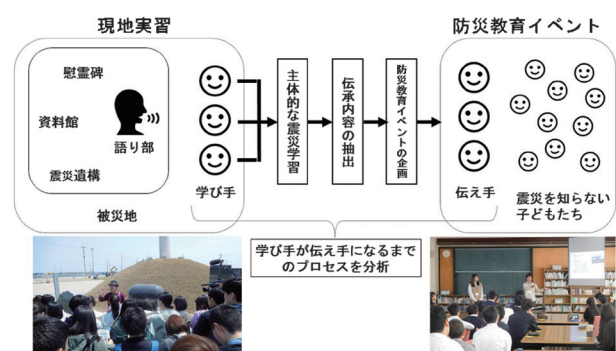 現地実習
防災教育イベント
慰霊碑
資料館
語り部
震災遺構
被災地
学び手
主体的な震災学習
伝承内容の抽出
防災教育イベントの企画
伝え手
震災を知らない
子どもたち
学び手が伝え手になるまで
のプロセスを分析